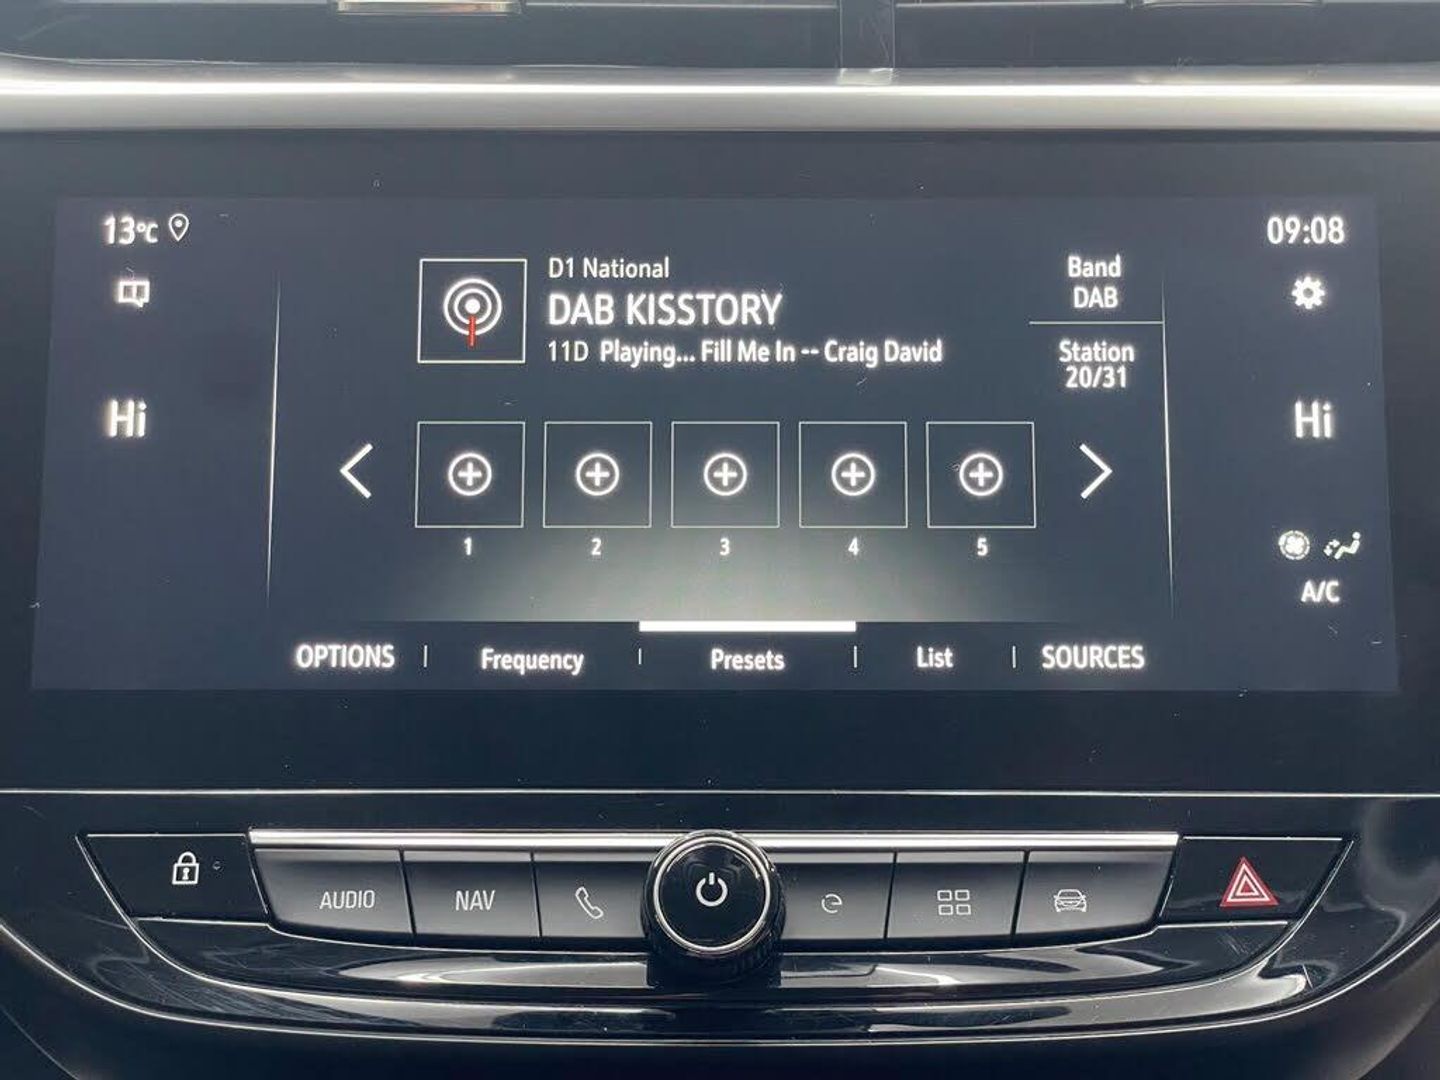 13°C
09:08
D1 National
DAB KISSTORY
11D Playing... Fill Me In -- Craig David
Band
DAB
Station
20/31
Hi
Hi
1 2 3 4 5
A/C
OPTIONS Frequency Presets List SOURCES
AUDIO NAV